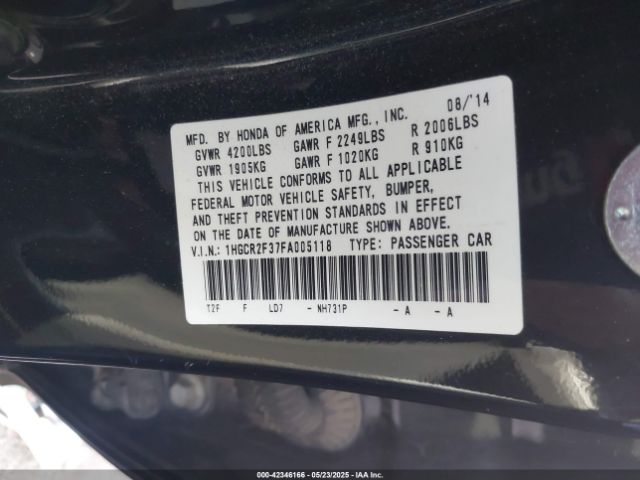 MFD. BY HONDA OF AMERICA MFG., INC. 08/'14
GVWR 4200LBS GAWR F 2249LBS R 2006LBS
GVWR 1905KG GAWR F 1020KG R 910KG
THIS VEHICLE CONFORMS TO ALL APPLICABLE
FEDERAL MOTOR VEHICLE SAFETY, BUMPER,
AND THEFT PREVENTION STANDARDS IN EFFECT
ON THE DATE OF MANUFACTURE SHOWN ABOVE.
V.I.N.: 1HGCR2F37FA005118 TYPE: PASSENGER CAR
T2F F LD7 - NH731P - A - A
000-42346166 - 05/23/2025 - IAA Inc.